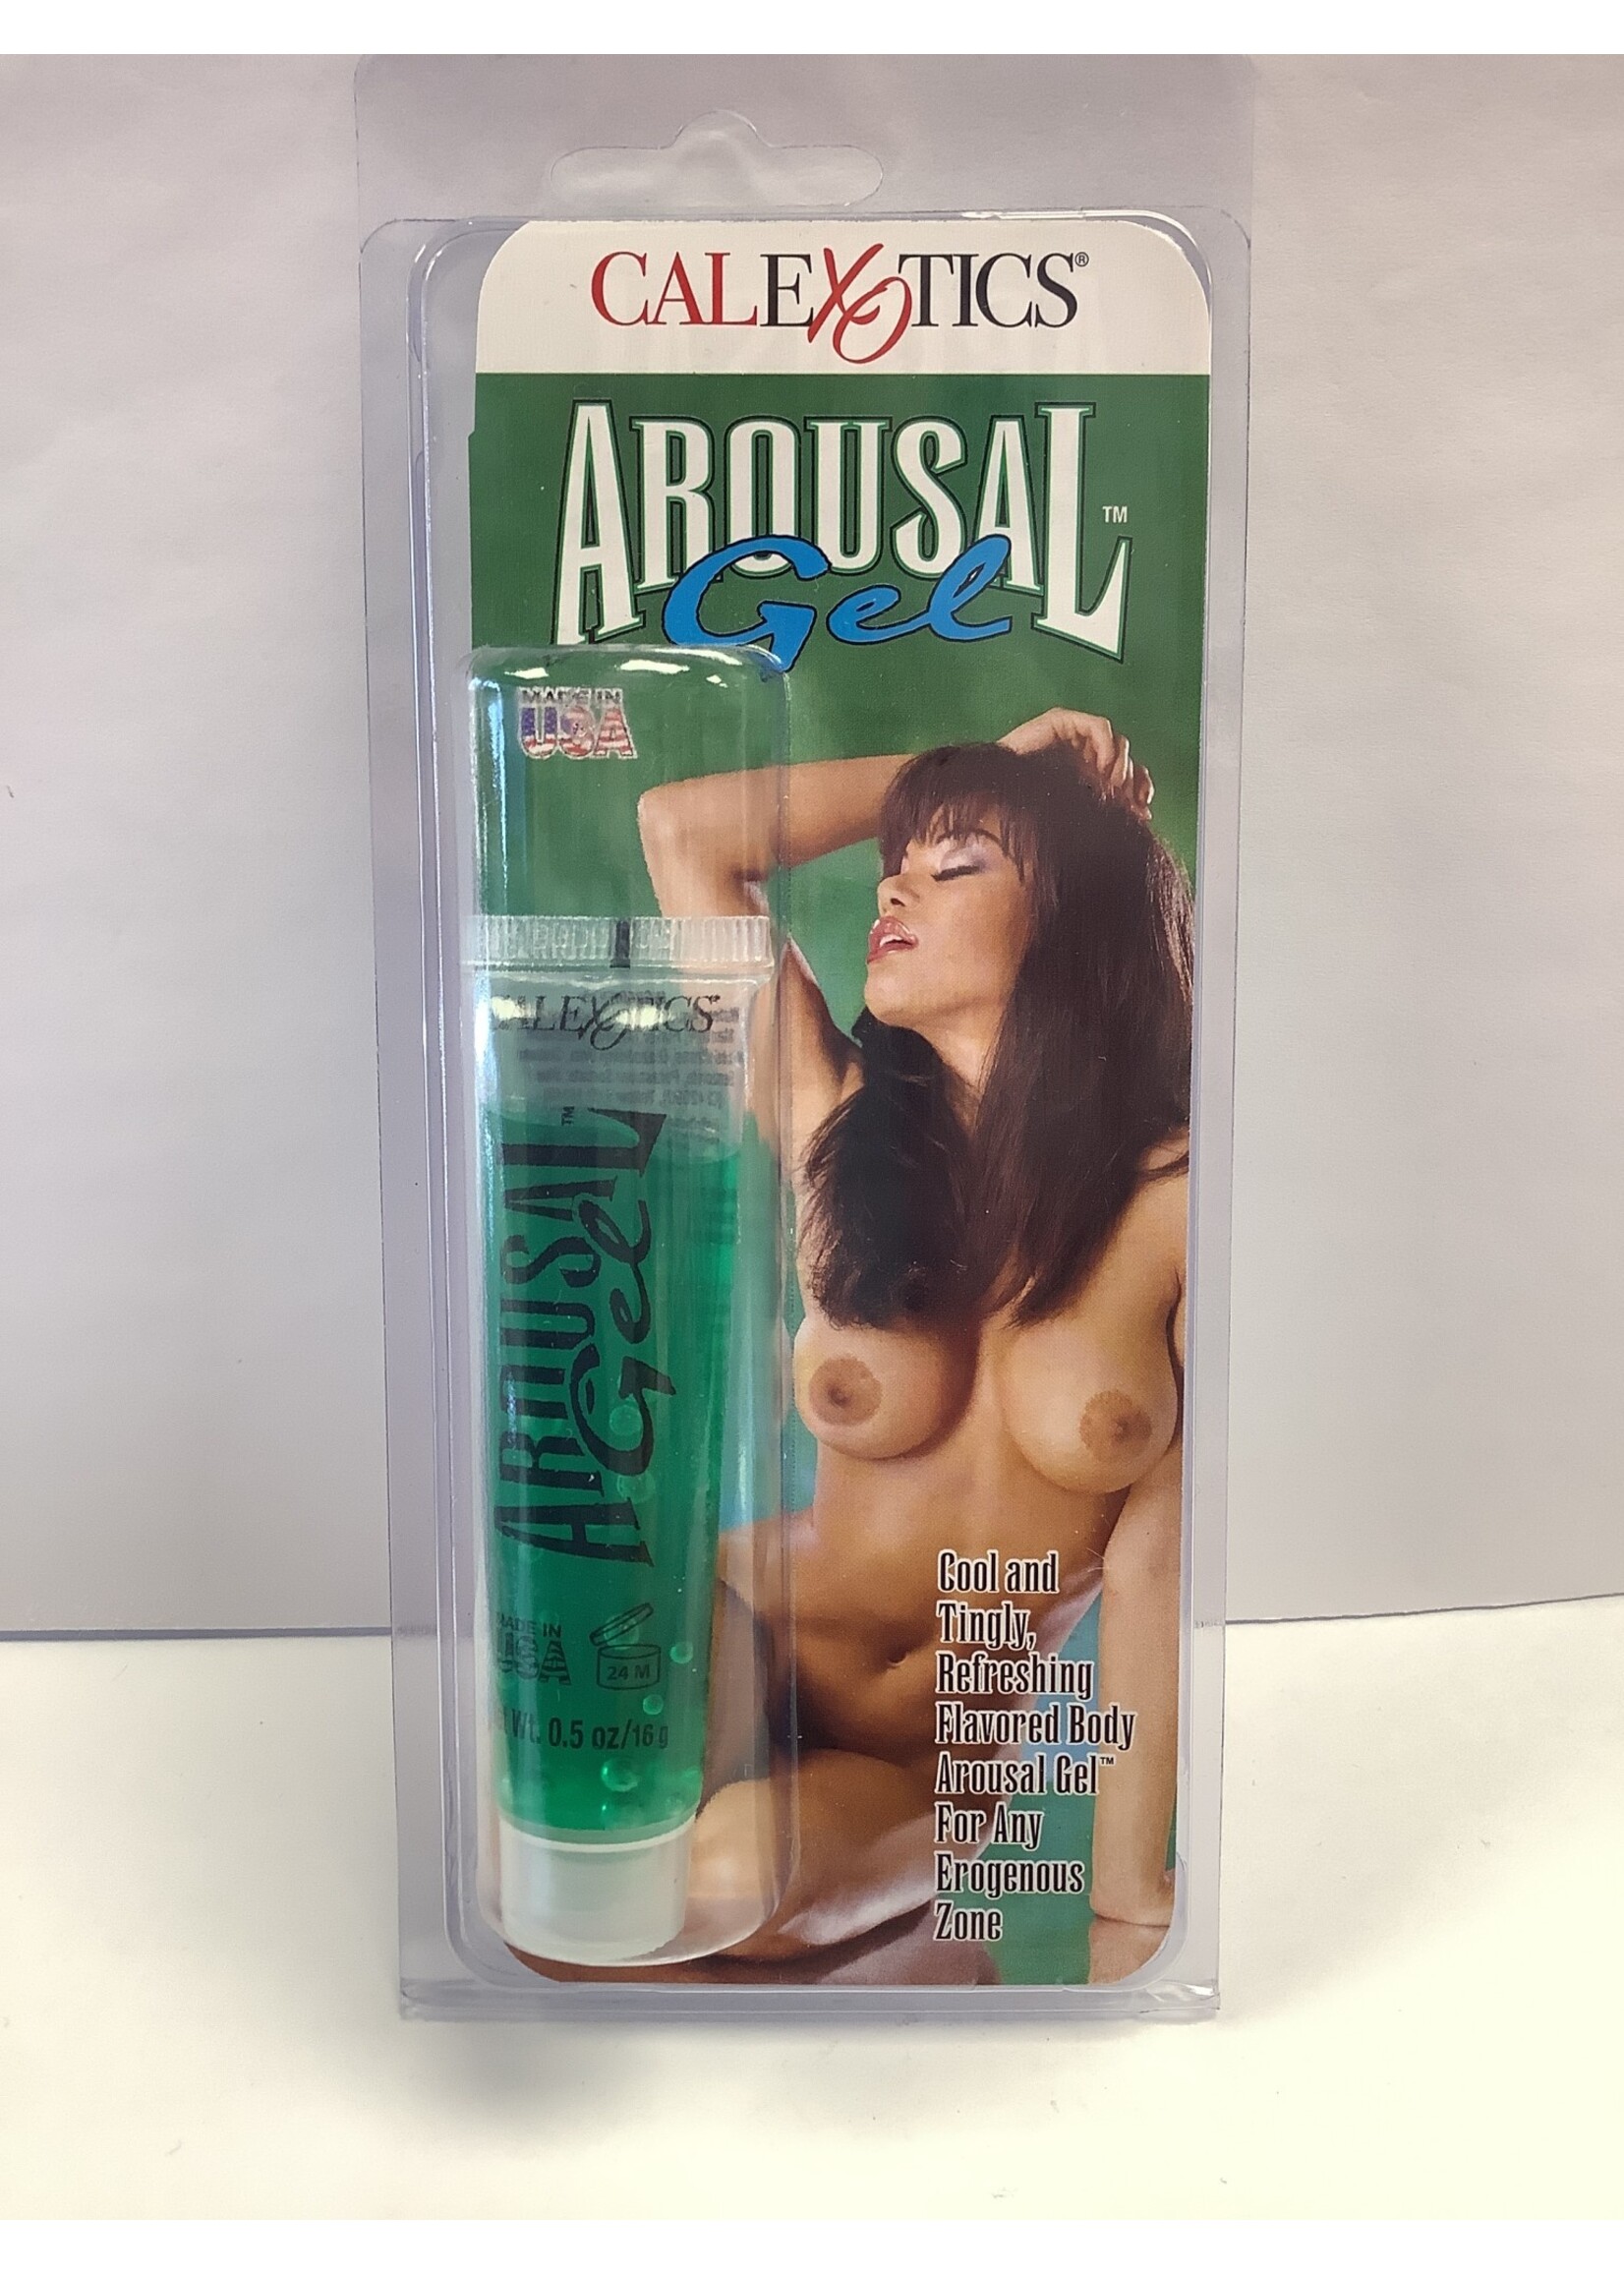 CALEXOTICS®
AROUSAL™
Gel
MADE IN
USA
CALEXOTICS®
AROUSAL™
Gel
MADE IN
USA
24 M
Wt. 0.5 oz/16 g
Cool and
Tingly,
Refreshing
Flavored Body
Arousal Gel™
For Any
Erogenous
Zone